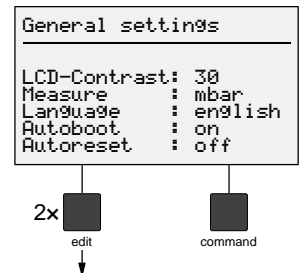 General settings
LCD-Contrast: 30
Measure : mbar
Language : english
Autoboot : on
Autoreset : off
2x
edit command